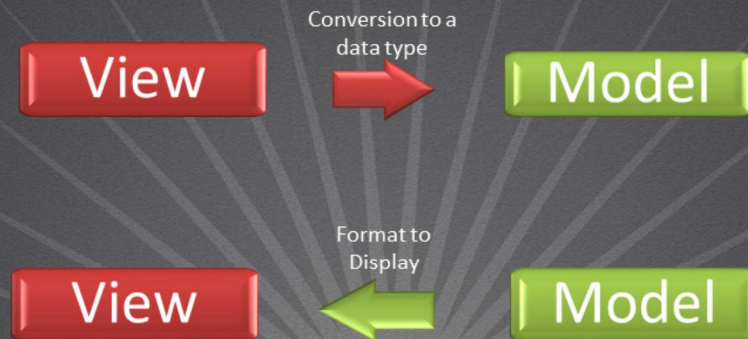 Conversion to a
data type
View
Model
Format to
Display
View
Model